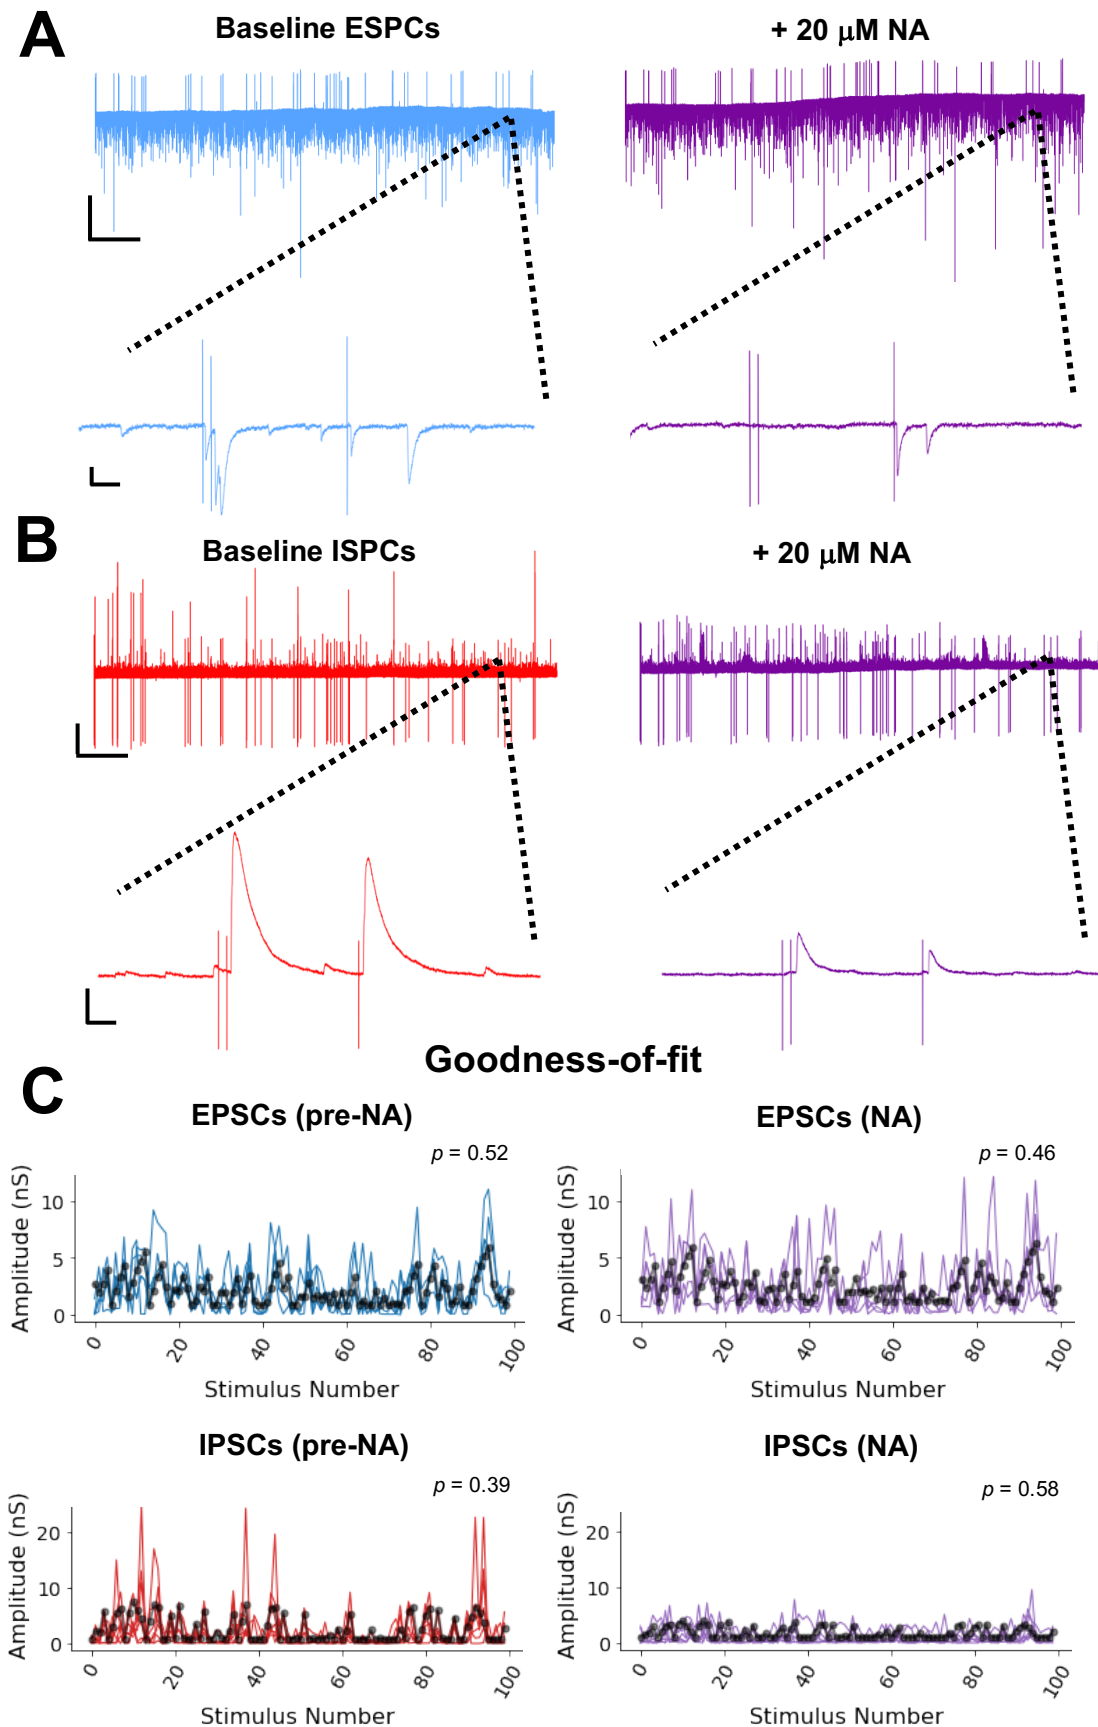 A
Baseline ESPCs
+ 20 μM NA
B
Baseline ISPCs
+ 20 μM NA
Goodness-of-fit
C
EPSCs (pre-NA)
EPSCs (NA)
p = 0.52
p = 0.46
Amplitude (nS)
10
5
0
0
20
40
60
80
100
Stimulus Number
Amplitude (nS)
10
5
0
0
20
40
60
80
100
Stimulus Number
IPSCs (pre-NA)
IPSCs (NA)
p = 0.39
p = 0.58
Amplitude (nS)
20
10
0
0
20
40
60
80
100
Stimulus Number
Amplitude (nS)
20
10
0
0
20
40
60
80
100
Stimulus Number